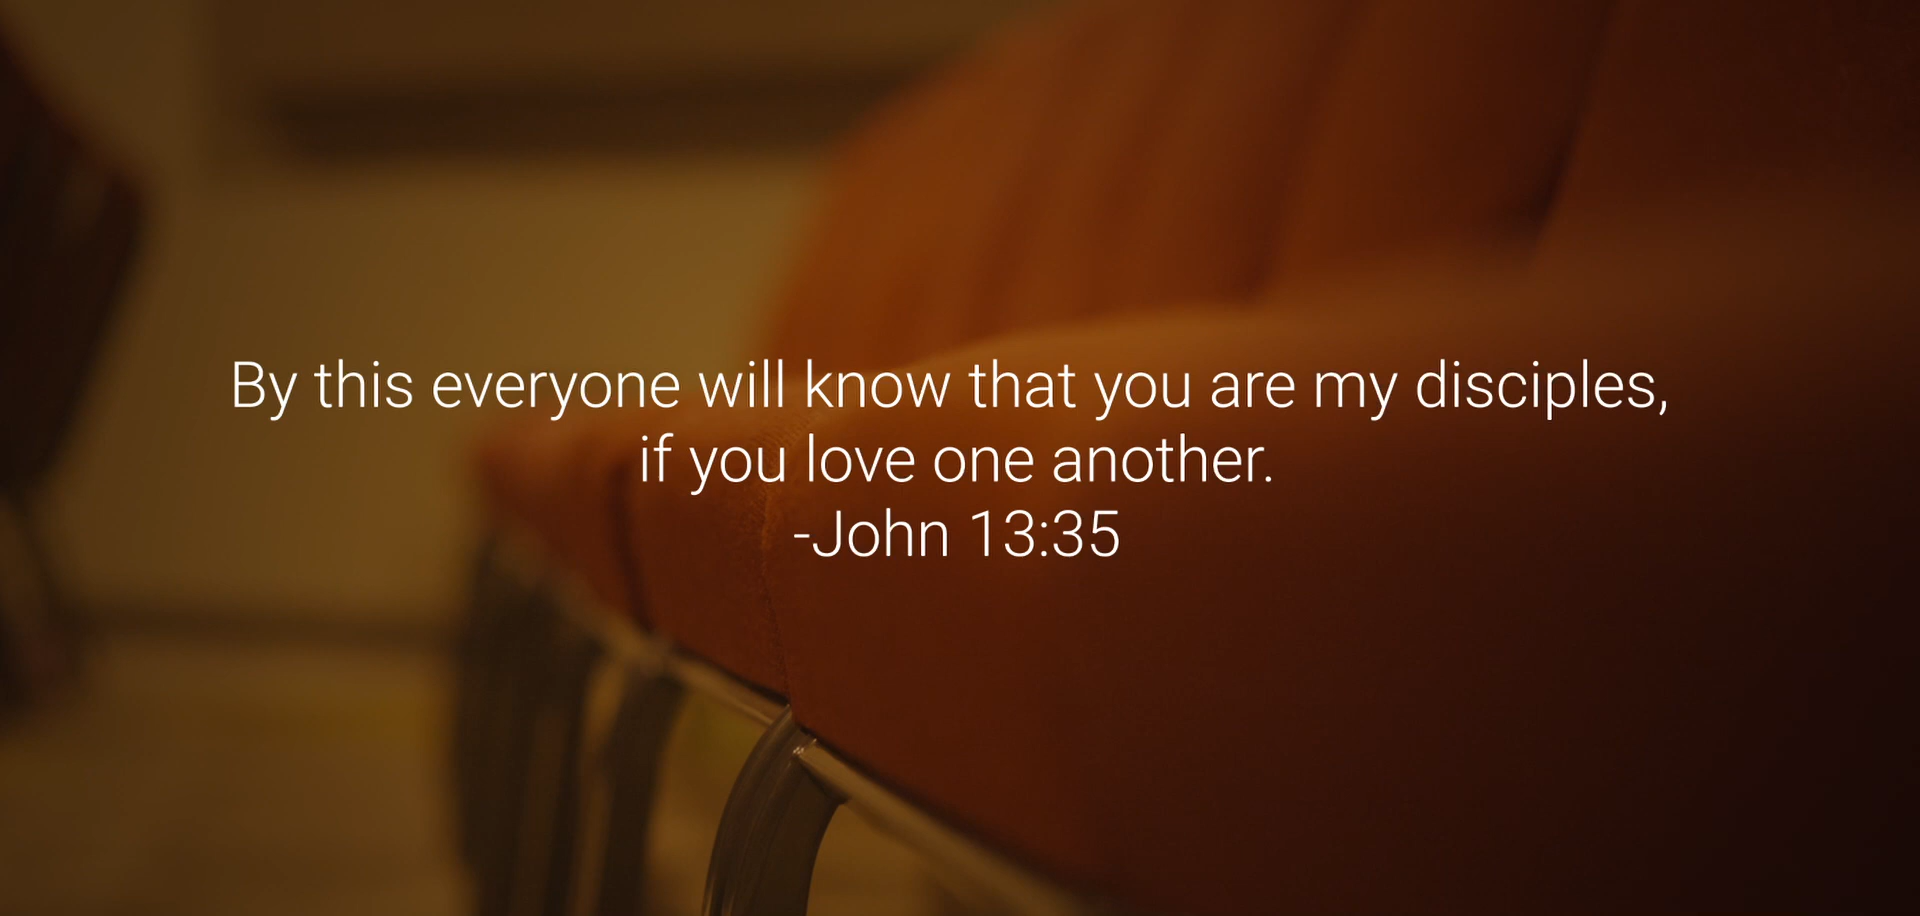 By this everyone will know that you are my disciples,
if you love one another.
-John 13:35